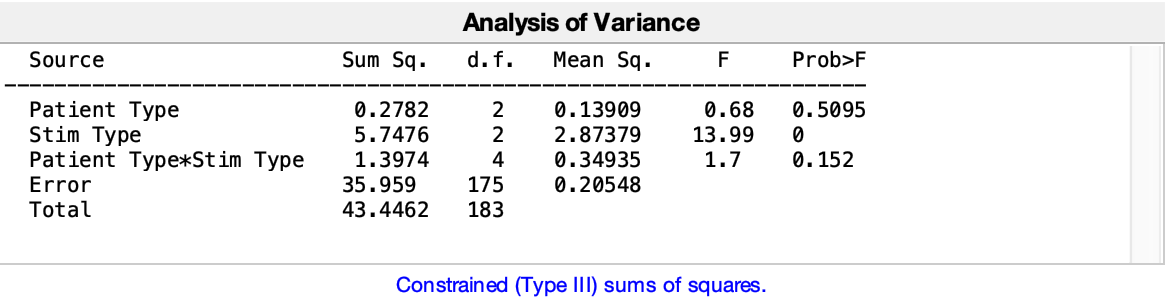 Analysis of Variance
Source Sum Sq. d.f. Mean Sq. F Prob>F
Patient Type 0.2782 2 0.13909 0.68 0.5095
Stim Type 5.7476 2 2.87379 13.99 0
Patient Type*Stim Type 1.3974 4 0.34935 1.7 0.152
Error 35.959 175 0.20548
Total 43.4462 183
Constrained (Type III) sums of squares.